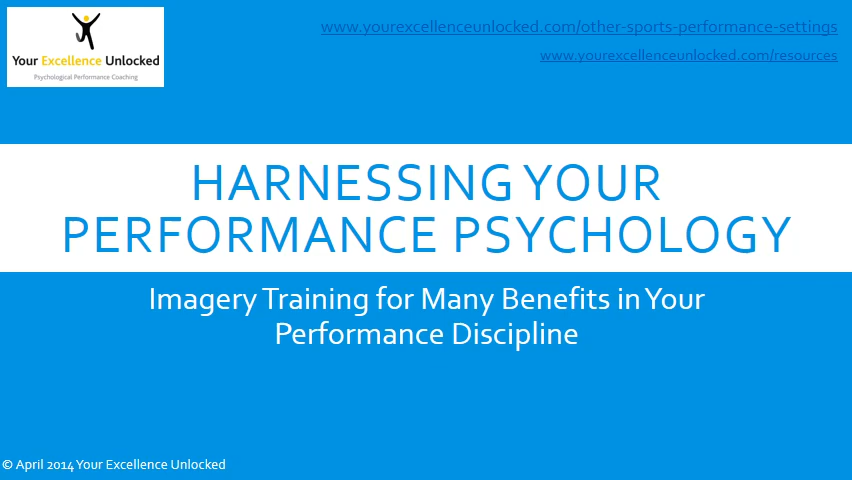 www.yourexcellenceunlocked.com/other-sports-performance-settings
www.yourexcellenceunlocked.com/resources
Your Excellence Unlocked
Psychological Performance Coaching
HARNESSING YOUR
PERFORMANCE PSYCHOLOGY
Imagery Training for Many Benefits in Your
Performance Discipline
© April 2014 Your Excellence Unlocked